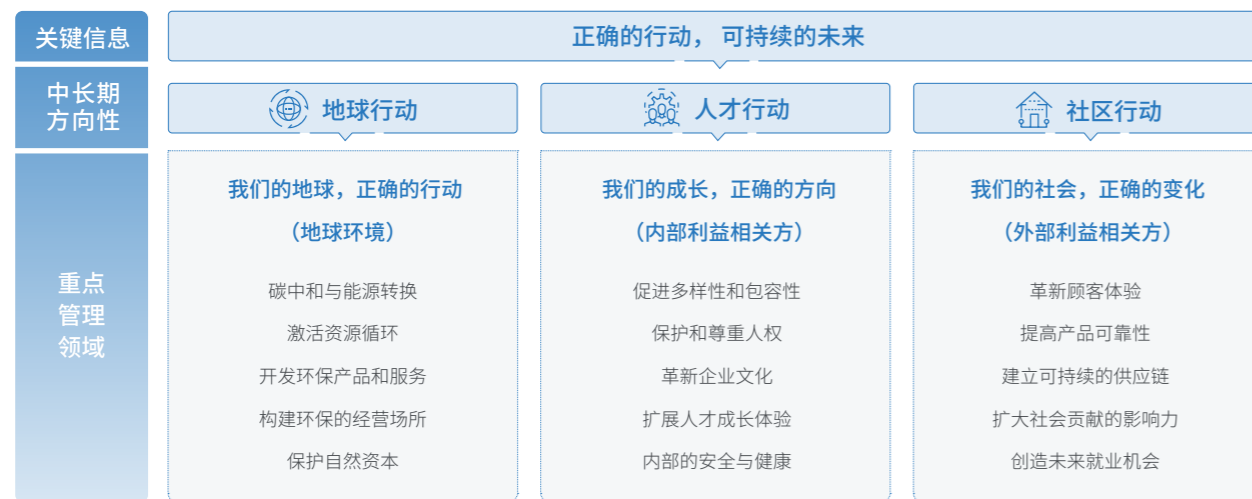 关键信息
正确的行动， 可持续的未来
中长期
方向性
地球行动
人才行动
社区行动
重点
管理
领域
我们的地球，正确的行动
（地球环境）
碳中和与能源转换
激活资源循环
开发环保产品和服务
构建环保的经营场所
保护自然资本
我们的成长，正确的方向
（内部利益相关方）
促进多样性和包容性
保护和尊重人权
革新企业文化
扩展人才成长体验
内部的安全与健康
我们的社会，正确的变化
（外部利益相关方）
革新顾客体验
提高产品可靠性
建立可持续的供应链
扩大社会贡献的影响力
创造未来就业机会